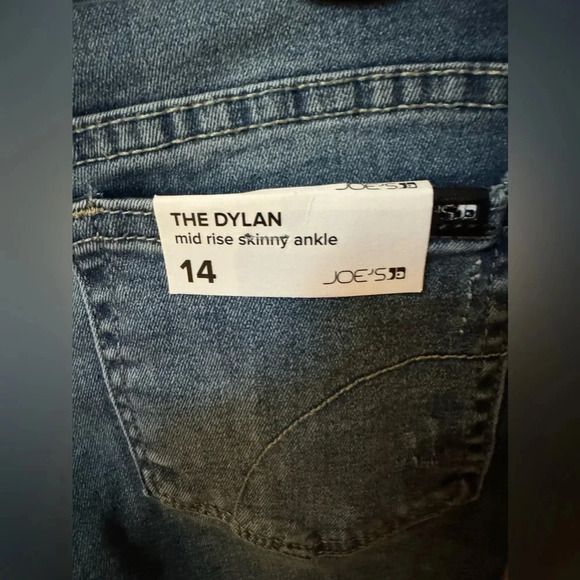 JOE'S
THE DYLAN
mid rise skinny ankle
14
JOE'S